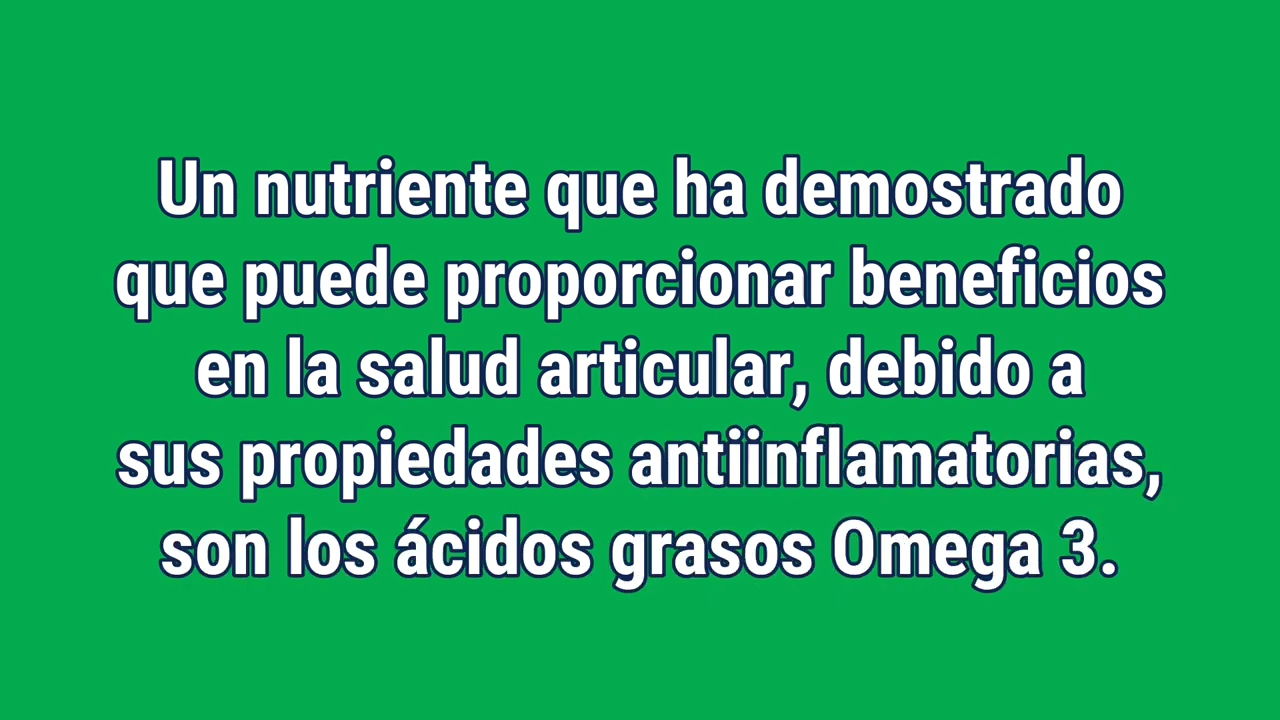 Un nutriente que ha demostrado
que puede proporcionar beneficios
en la salud articular, debido a
sus propiedades antiinflamatorias,
son los ácidos grasos Omega 3.